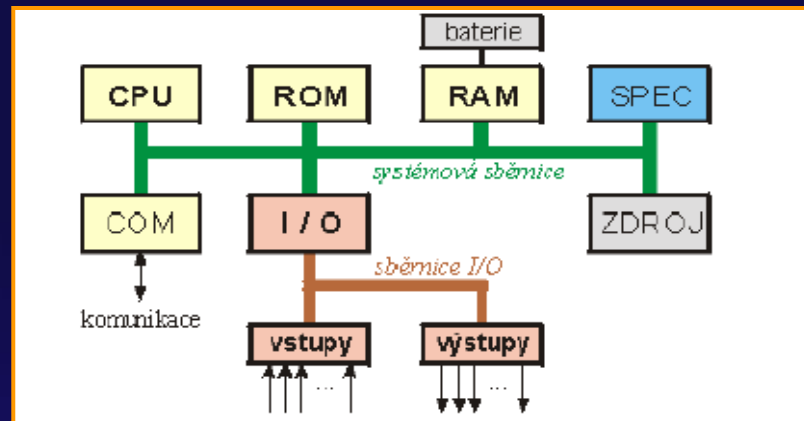 baterie
CPU ROM RAM SPEC
systémová sběrnice
COM I / O ZDROJ
sběrnice I/O
komunikace
vstupy výstupy
... ...